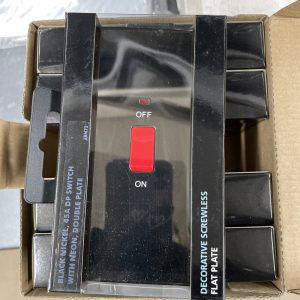 OFF
ON
BLACK NICKEL, 45A DP SWITCH
WITH NEON, DOUBLE PLATE
DECORATIVE SCREWLESS
FLAT PLATE